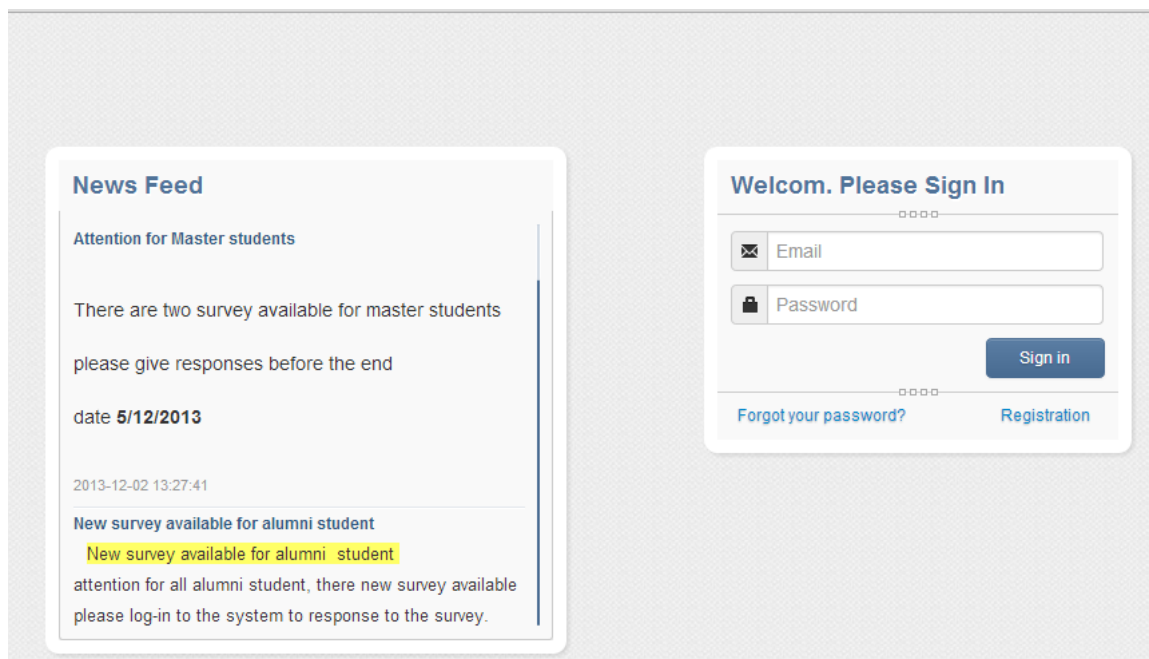 News Feed
Attention for Master students
There are two survey available for master students
please give responses before the end
date 5/12/2013
2013-12-02 13:27:41
New survey available for alumni student
New survey available for alumni student
attention for all alumni student, there new survey available
please log-in to the system to response to the survey.
Welcom. Please Sign In
Email
Password
Sign in
Forgot your password? Registration